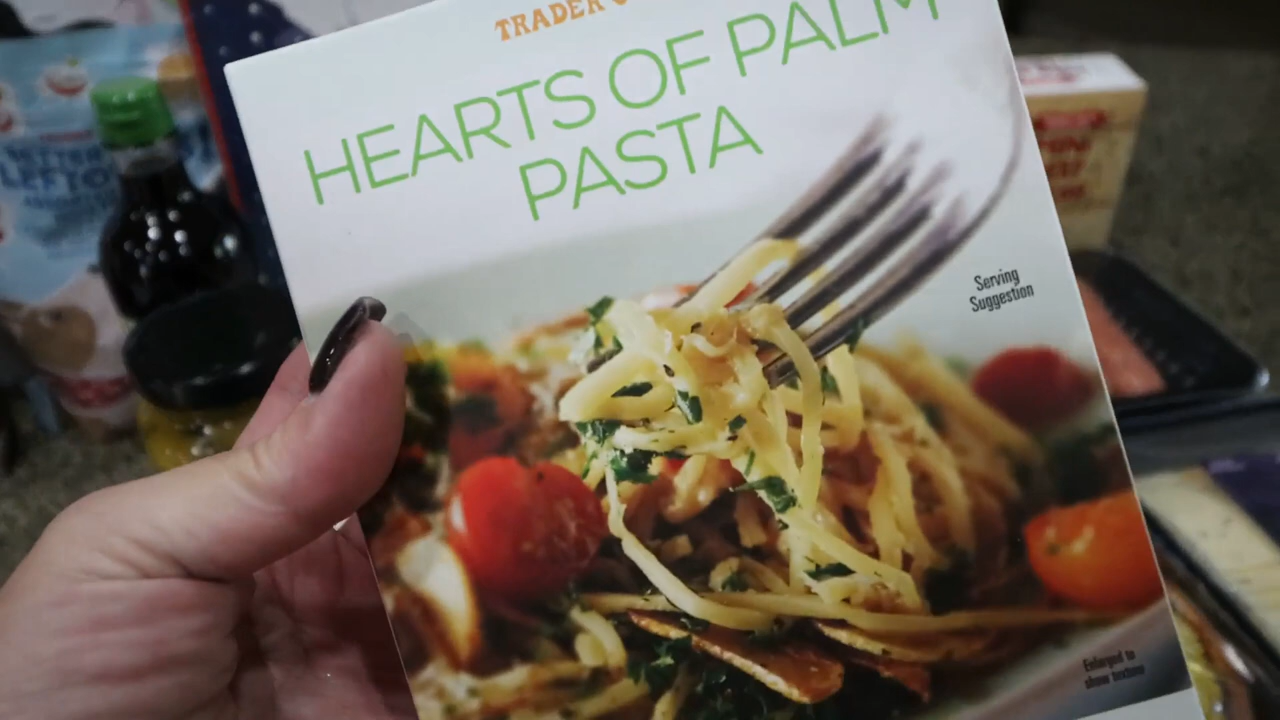 TRADER
HEARTS OF PALM
PASTA
Serving
Suggestion
Enlarged to
show texture